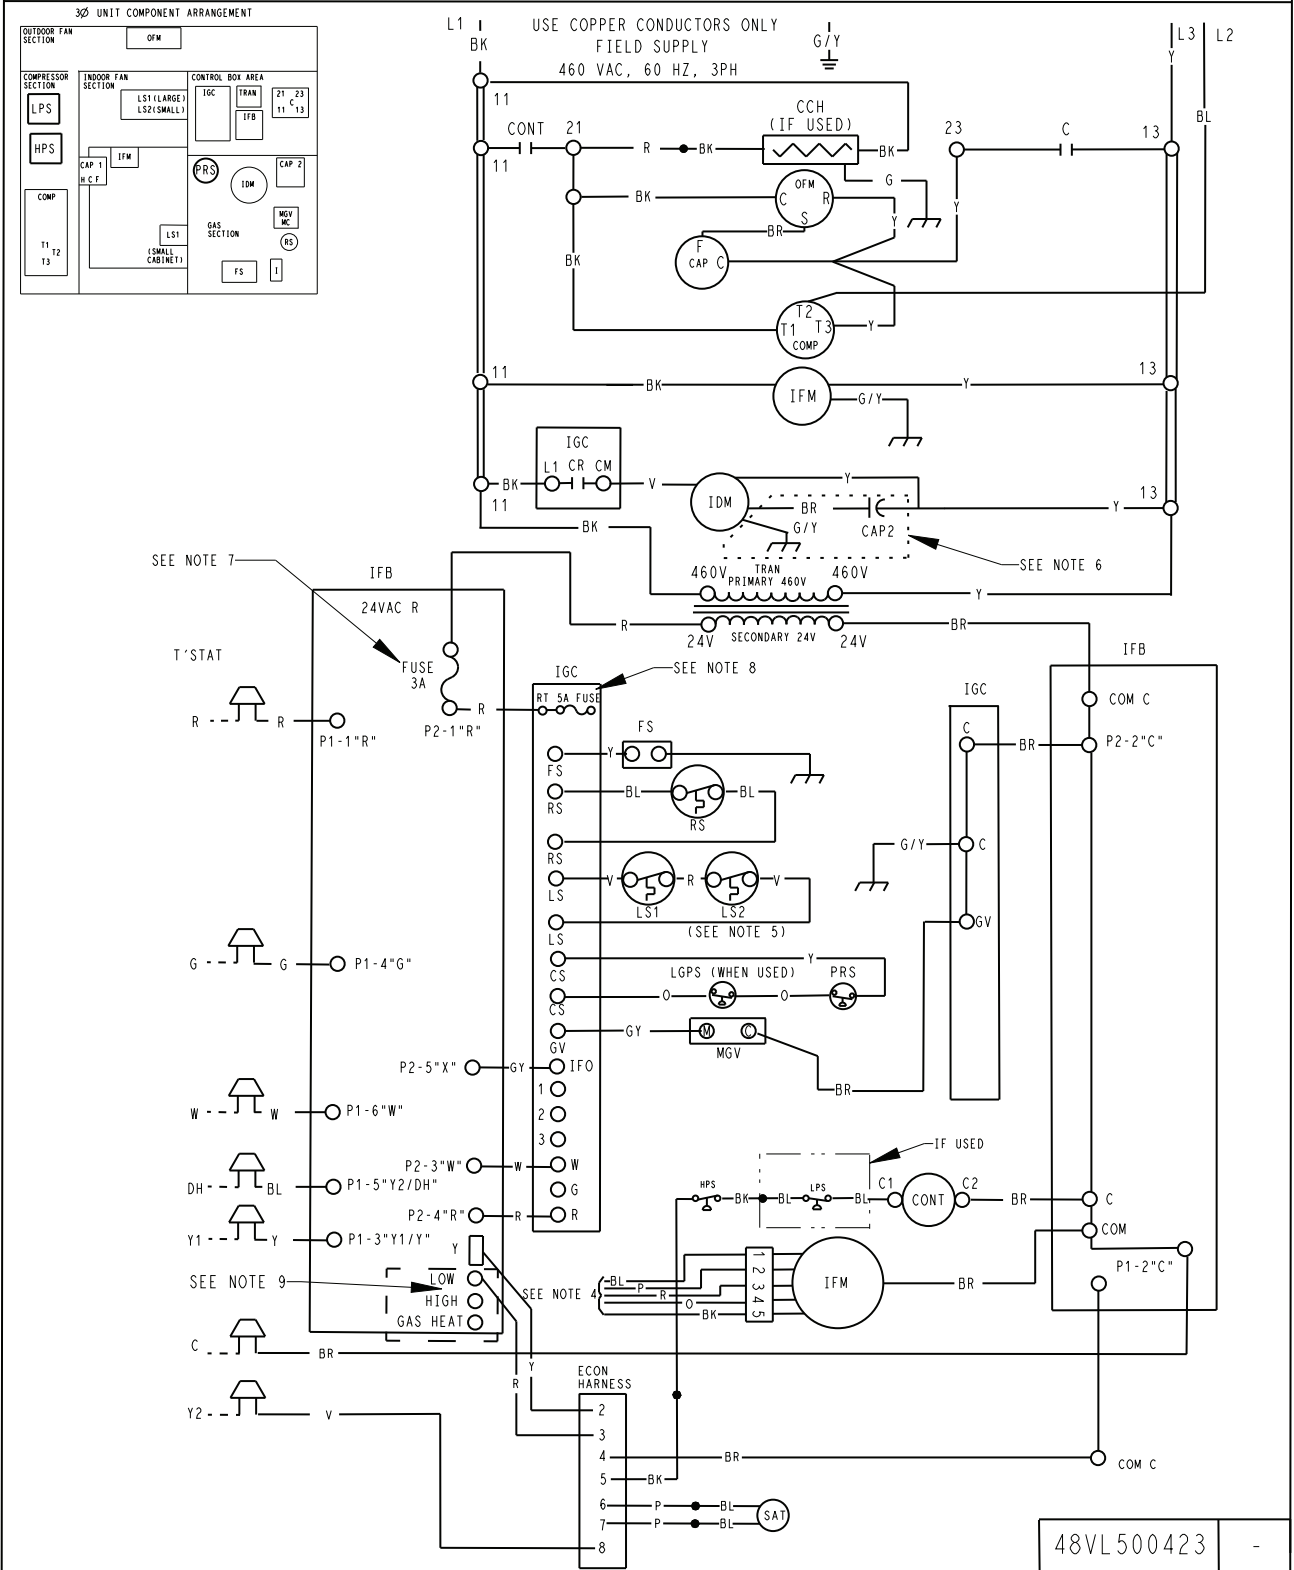 3Ø UNIT COMPONENT ARRANGEMENT
OUTDOOR FAN
SECTION
OFM
COMPRESSOR
SECTION
INDOOR FAN
SECTION
CONTROL BOX AREA
LPS
HPS
LS1(LARGE)
LS2(SMALL)
IGC
TRAN
IFB
21 23
C
11 13
CAP 1
H C F
IFM
PRS
IDM
CAP 2
COMP
T1
T2
T3
MGV
MC
GAS
SECTION
RS
LS1
(SMALL
CABINET)
FS
I
L1
BK
USE COPPER CONDUCTORS ONLY
FIELD SUPPLY
460 VAC, 60 HZ, 3PH
G/Y
L3
L2
Y
BL
11
CONT
21
R
BK
CCH
(IF USED)
BK
23
C
13
11
G
BK
OFM
C
R
S
Y
Y
BR
F
CAP C
BK
T2
T1 T3
COMP
Y
11
BK
IFM
Y
13
G/Y
IGC
L1 CR CM
BK
V
IDM
Y
13
11
BR
CAP2
Y
G/Y
BK
SEE NOTE 6
SEE NOTE 7
IFB
460V
TRAN
PRIMARY 460V
460V
Y
24VAC R
R
24V
SECONDARY 24V
24V
BR
IFB
T'STAT
FUSE
3A
IGC
SEE NOTE 8
RT 5A FUSE
IGC
COM C
R
R
P1-1"R"
P2-1"R"
R
FS
C
BR
P2-2"C"
Y
FS
BL
BL
RS
RS
RS
G/Y
C
V
R
V
LS
LS1
LS2
GV
(SEE NOTE 5)
LS
G
G
P1-4"G"
Y
CS
LGPS (WHEN USED)
PRS
O
O
CS
GY
M
C
MGV
GV
P2-5"X"
GY
IFO
1
BR
2
3
W
W
P1-6"W"
IF USED
P2-3"W"
W
W
HPS
LPS
C1
C2
DH
BL
P1-5"Y2/DH"
G
BK
BL
BL
CONT
BR
C
P2-4"R"
R
R
COM
Y1
Y
P1-3"Y1/Y"
Y
P1-2"C"
SEE NOTE 9
LOW
HIGH
GAS HEAT
SEE NOTE 4
BL
P
R
O
BK
1
2
3
4
5
IFM
BR
C
BR
R
Y
ECON
HARNESS
Y2
V
2
3
4
BR
COM C
5
BK
6
P
BL
SAT
7
P
BL
8
48VL500423
-